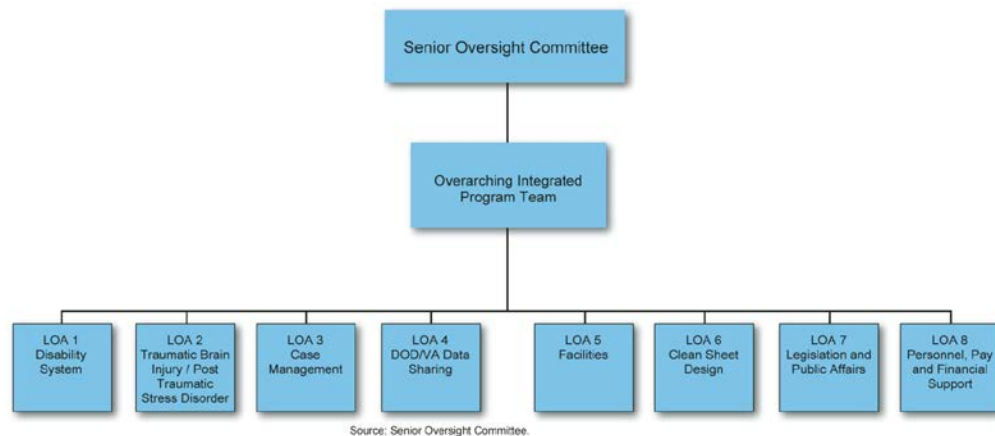 Senior Oversight Committee
Overarching Integrated
Program Team
LOA 1
Disability
System
LOA 2
Traumatic Brain
Injury / Post
Traumatic
Stress Disorder
LOA 3
Case
Management
LOA 4
DOD/VA Data
Sharing
LOA 5
Facilities
LOA 6
Clean Sheet
Design
LOA 7
Legislation and
Public Affairs
LOA 8
Personnel, Pay
and Financial
Support
Source: Senior Oversight Committee.